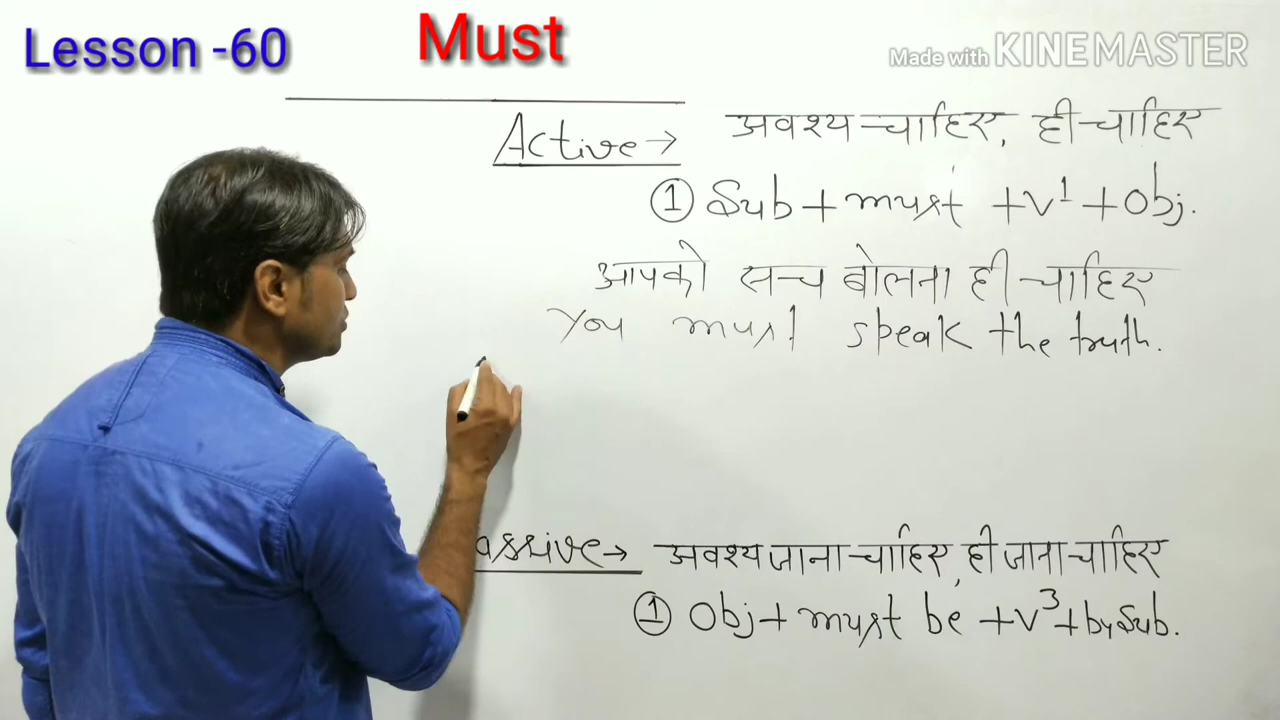 Lesson -60
Must
Made with KINEMASTER
Active→ अवश्य चाहिए, ही चाहिए
① Sub + must + V¹ + Obj.
आपको सच बोलना ही चाहिए
You must speak the truth.
assive→ अवश्य जाना चाहिए, ही जाना चाहिए
① Obj + must be + V³ + by Sub.